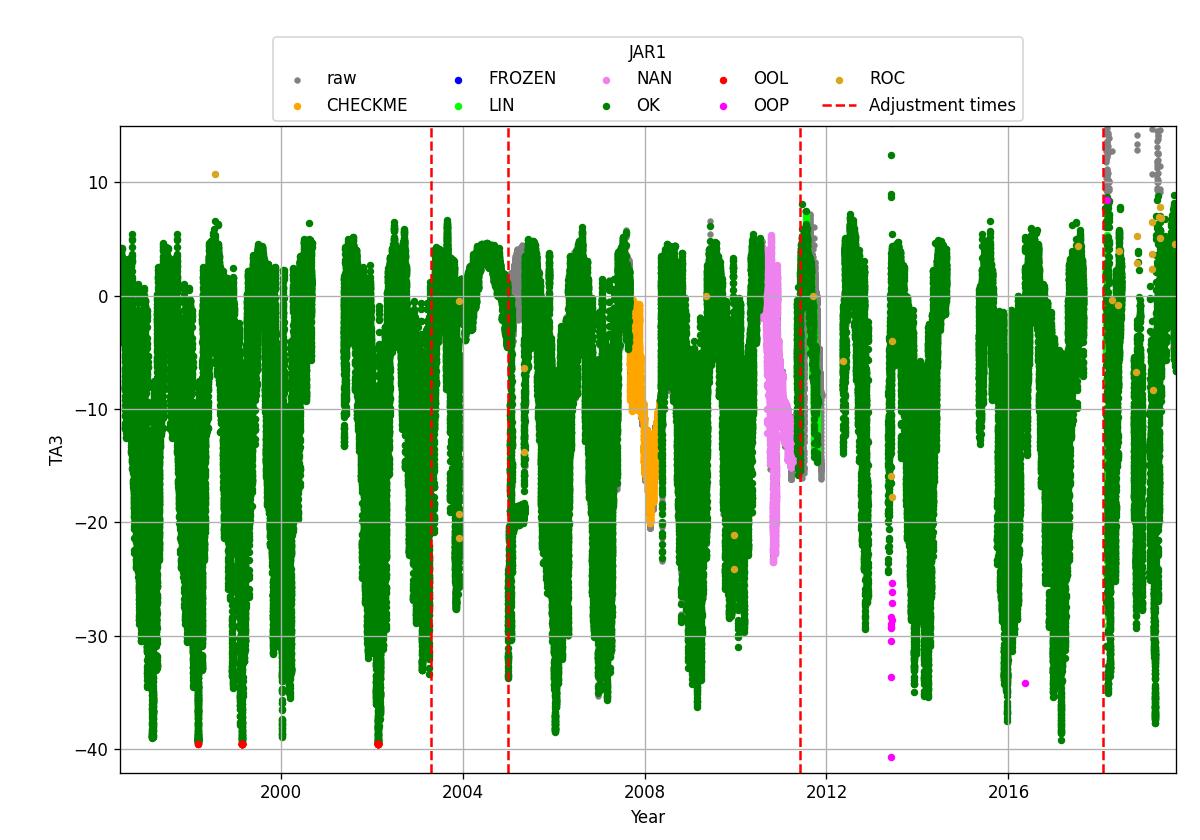 JAR1
raw FROZEN NAN OOL ROC
CHECKME LIN OK OOP Adjustment times
10
0
−10
−20
−30
−40
TA3
2000 2004 2008 2012 2016
Year